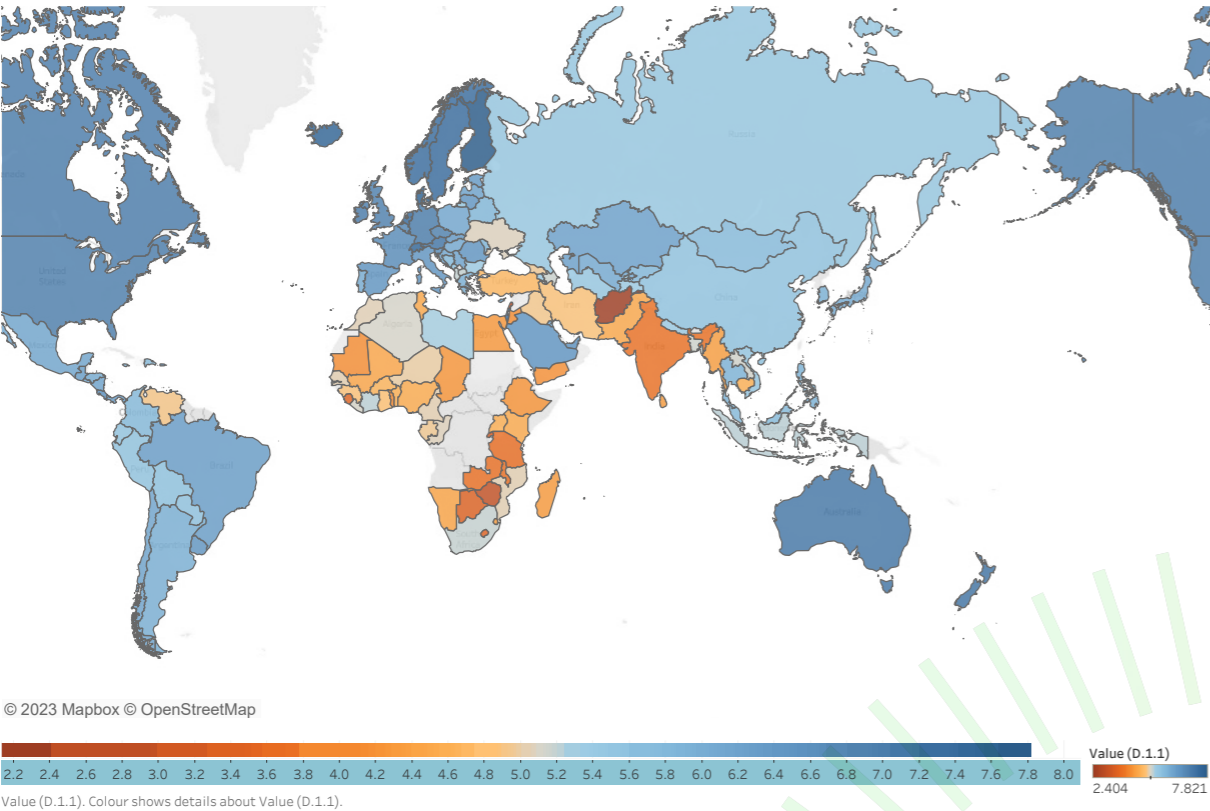 Russia
United
States
China
Algeria
India
Brazil
Australia
© 2023 Mapbox © OpenStreetMap
Value (D.1.1)
2.2 2.4 2.6 2.8 3.0 3.2 3.4 3.6 3.8 4.0 4.2 4.4 4.6 4.8 5.0 5.2 5.4 5.6 5.8 6.0 6.2 6.4 6.6 6.8 7.0 7.2 7.4 7.6 7.8 8.0
2.404 7.821
Value (D.1.1). Colour shows details about Value (D.1.1).